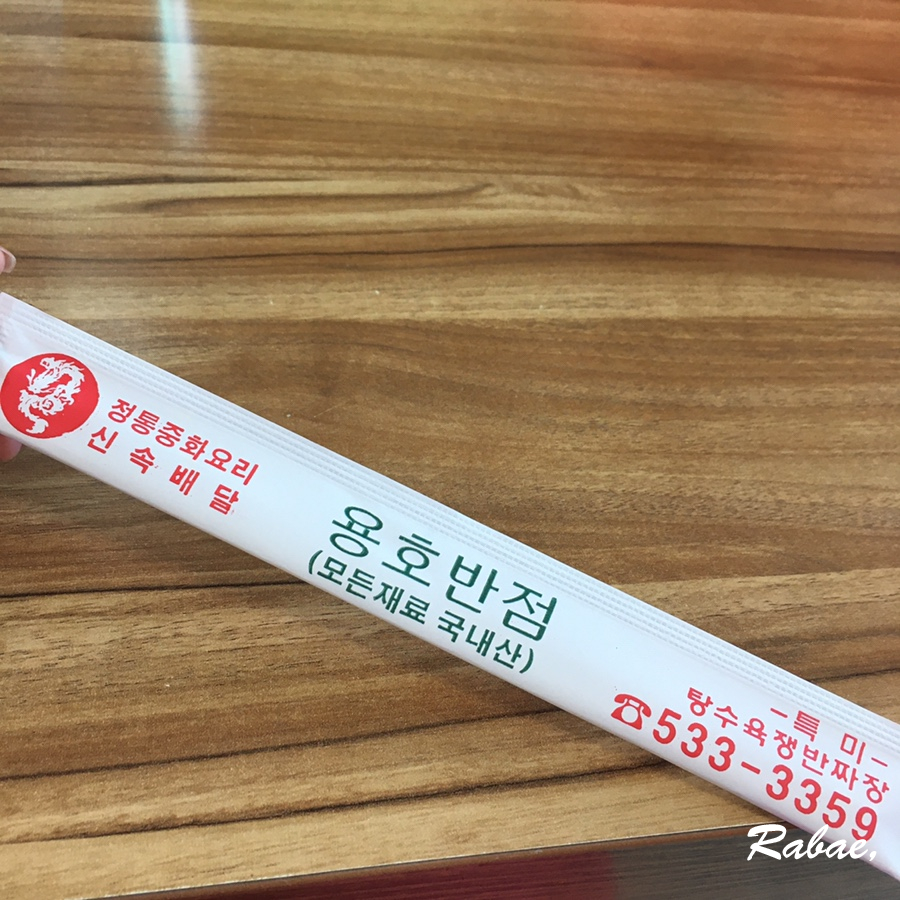 정통중화요리
신속배달
용호반점
(모든재료 국내산)
-특미-
탕수육쟁반짜장
☎533-3359
Rabae,